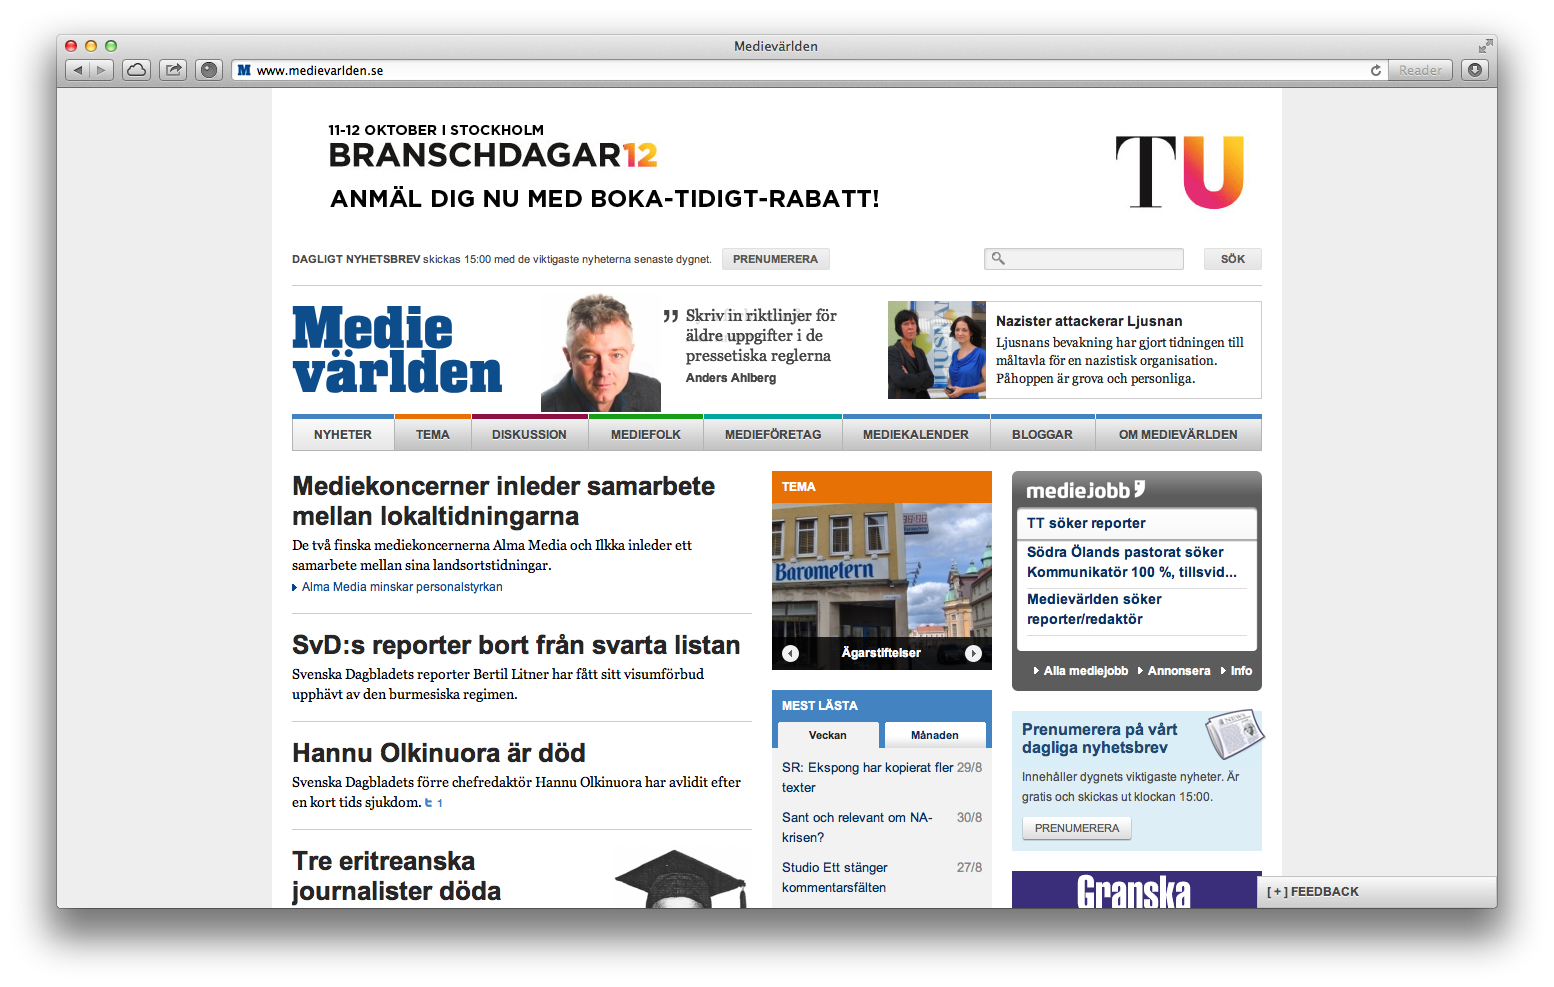 Medievärlden
www.medievarlden.se
Reader
11-12 OKTOBER I STOCKHOLM
BRANSCHDAGAR12
ANMÄL DIG NU MED BOKA-TIDIGT-RABATT!
TU
DAGLIGT NYHETSBREV skickas 15:00 med de viktigaste nyheterna senaste dygnet.
PRENUMERERA
SÖK
Medie
världen
” Skriv in riktlinjer för
äldre uppgifter i de
pressetiska reglerna
Anders Ahlberg
Nazister attackerar Ljusnan
Ljusnans bevakning har gjort tidningen till
måltavla för en nazistisk organisation.
Påhoppen är grova och personliga.
NYHETER
TEMA
DISKUSSION
MEDIEFOLK
MEDIEFÖRETAG
MEDIEKALENDER
BLOGGAR
OM MEDIEVÄRLDEN
Mediekoncerner inleder samarbete
mellan lokaltidningarna
De två finska mediekoncernerna Alma Media och Ilkka inleder ett
samarbete mellan sina landsortstidningar.
Alma Media minskar personalstyrkan
SvD:s reporter bort från svarta listan
Svenska Dagbladets reporter Bertil Litner har fått sitt visumförbud
upphävt av den burmesiska regimen.
Hannu Olkinuora är död
Svenska Dagbladets förre chefredaktör Hannu Olkinuora har avlidit efter
en kort tids sjukdom. 1
Tre eritreanska
journalister döda
TEMA
Barometern
Ägarstiftelser
MEST LÄSTA
Veckan
Månaden
SR: Ekspong har kopierat fler 29/8
texter
Sant och relevant om NA- 30/8
krisen?
Studio Ett stänger 27/8
kommentarsfälten
mediejobb
TT söker reporter
Södra Ölands pastorat söker
Kommunikatör 100 %, tillsvid...
Medievärlden söker
reporter/redaktör
Alla mediejobb
Annonsera
Info
Prenumerera på vårt
dagliga nyhetsbrev
NEWS
Innehåller dygnets viktigaste nyheter. Är
gratis och skickas ut klockan 15:00.
PRENUMERERA
Granska
[ + ] FEEDBACK